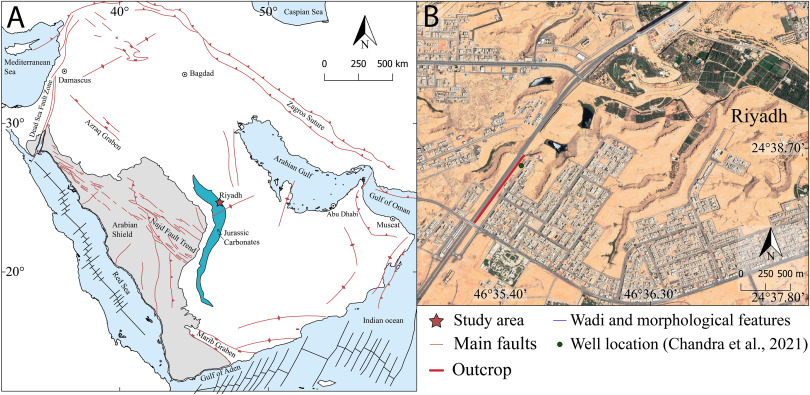 A
40°
50°
Caspian Sea
N
0 250 500 km
Mediterranean
Sea
Damascus
Bagdad
Dead Sea Fault Zone
Zagros Suture
30°
Azraq Graben
Arabian Gulf
Riyadh
Gulf of Oman
Abu Dhabi
Muscat
Arabian
Shield
Najd Fault Trend
Jurassic
Carbonates
20°
Red Sea
Marib Graben
Indian ocean
Gulf of Aden
B
Riyadh
24°38.70’
N
0 250 500 m
46°35.40’
46°36.30’
24°37.80’
Study area
Main faults
Outcrop
Wadi and morphological features
Well location (Chandra et al., 2021)